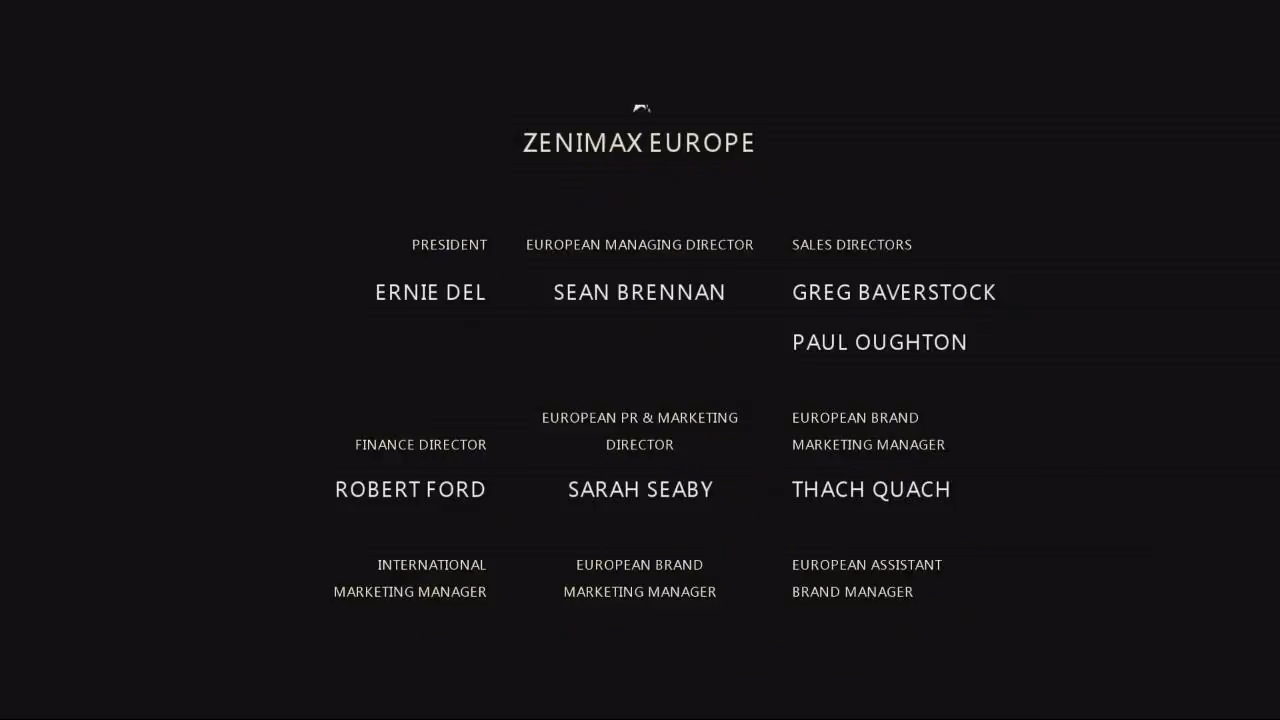 ZENIMAX EUROPE
PRESIDENT
ERNIE DEL
EUROPEAN MANAGING DIRECTOR
SEAN BRENNAN
SALES DIRECTORS
GREG BAVERSTOCK
PAUL OUGHTON
FINANCE DIRECTOR
ROBERT FORD
EUROPEAN PR & MARKETING
DIRECTOR
SARAH SEABY
EUROPEAN BRAND
MARKETING MANAGER
THACH QUACH
INTERNATIONAL
MARKETING MANAGER
EUROPEAN BRAND
MARKETING MANAGER
EUROPEAN ASSISTANT
BRAND MANAGER